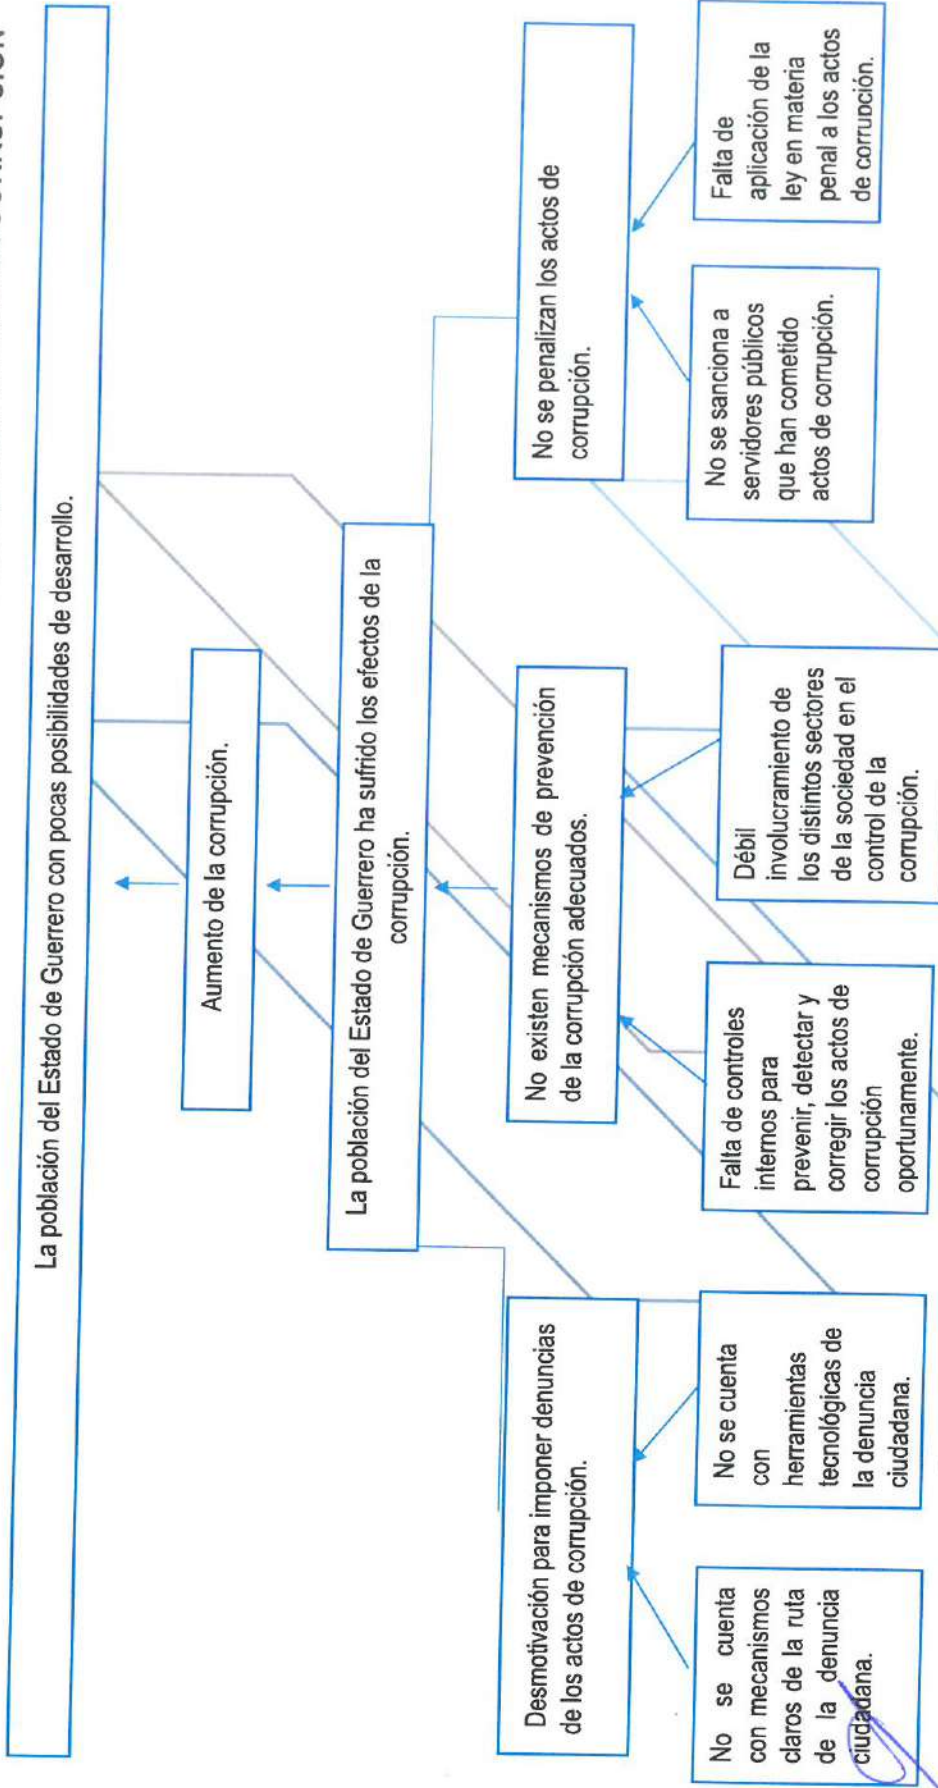 La población del Estado de Guerrero con pocas posibilidades de desarrollo.
Aumento de la corrupción.
La población del Estado de Guerrero ha sufrido los efectos de la
corrupción.
Desmotivación para imponer denuncias
de los actos de corrupción.
No existen mecanismos de prevención
de la corrupción adecuados.
No se penalizan los actos de
corrupción.
No se cuenta
con mecanismos
claros de la ruta
de la denuncia
ciudadana.
No se cuenta
con
herramientas
tecnológicas de
la denuncia
ciudadana.
Falta de controles
internos para
prevenir, detectar y
corregir los actos de
corrupción
oportunamente.
Débil
involucramiento de
los distintos sectores
de la sociedad en el
control de la
corrupción.
No se sanciona a
servidores públicos
que han cometido
actos de corrupción.
Falta de
aplicación de la
ley en materia
penal a los actos
de corrupción.